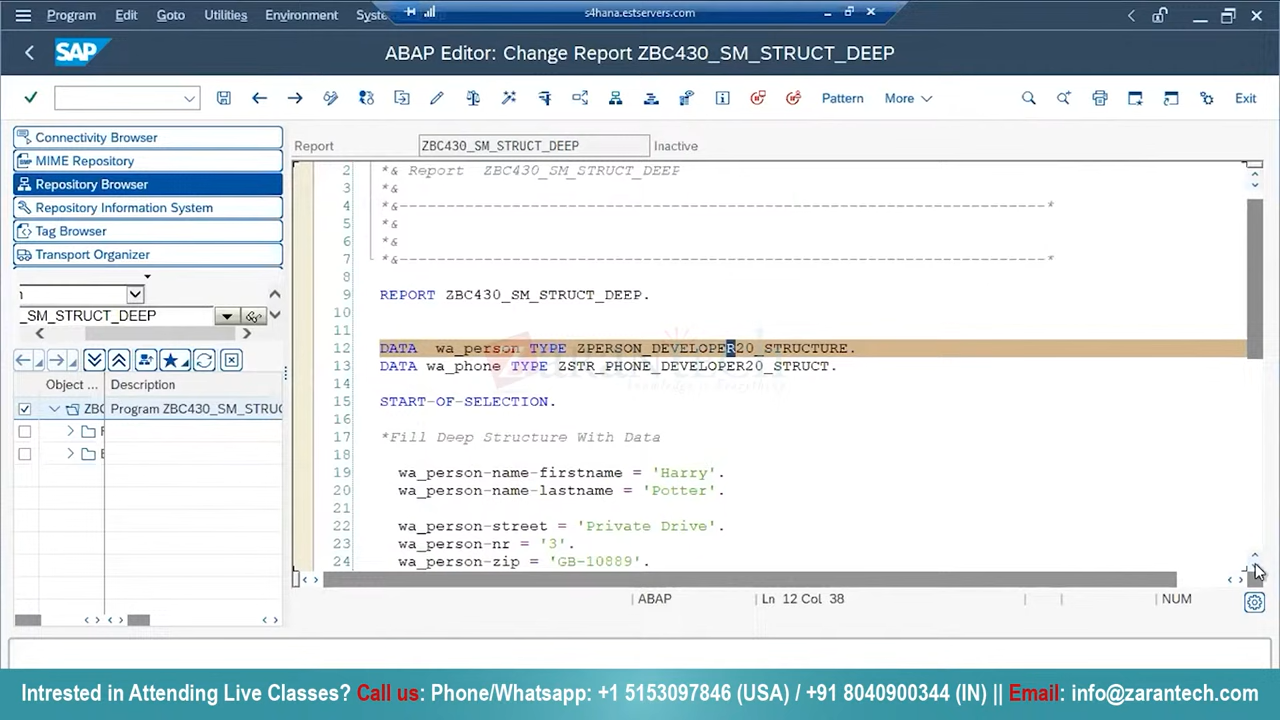 Program Edit Goto Utilities Environment
s4hana.estservers.com
SAP
ABAP Editor: Change Report ZBC430_SM_STRUCT_DEEP
Pattern More Exit
Connectivity Browser
MIME Repository
Repository Browser
Repository Information System
Tag Browser
Transport Organizer
_SM_STRUCT_DEEP
Object ... Description
ZBC Program ZBC430_SM_STRUC
Report ZBC430_SM_STRUCT_DEEP Inactive
2 *& Report ZBC430_SM_STRUCT_DEEP
3 *&
4 *&---------------------------------------------------------------------*
5 *&
6 *&
7 *&---------------------------------------------------------------------*
8
9 REPORT ZBC430_SM_STRUCT_DEEP.
10
11
12 DATA wa_person TYPE ZPERSON_DEVELOPER20_STRUCTURE.
13 DATA wa_phone TYPE ZSTR_PHONE_DEVELOPER20_STRUCT.
14
15 START-OF-SELECTION.
16
17 *Fill Deep Structure With Data
18
19 wa_person-name-firstname = 'Harry'.
20 wa_person-name-lastname = 'Potter'.
21
22 wa_person-street = 'Private Drive'.
23 wa_person-nr = '3'.
24 wa_person-zip = 'GB-10889'.
ABAP Ln 12 Col 38 NUM
Intrested in Attending Live Classes? Call us: Phone/Whatsapp: +1 5153097846 (USA) / +91 8040900344 (IN) || Email: info@zarantech.com